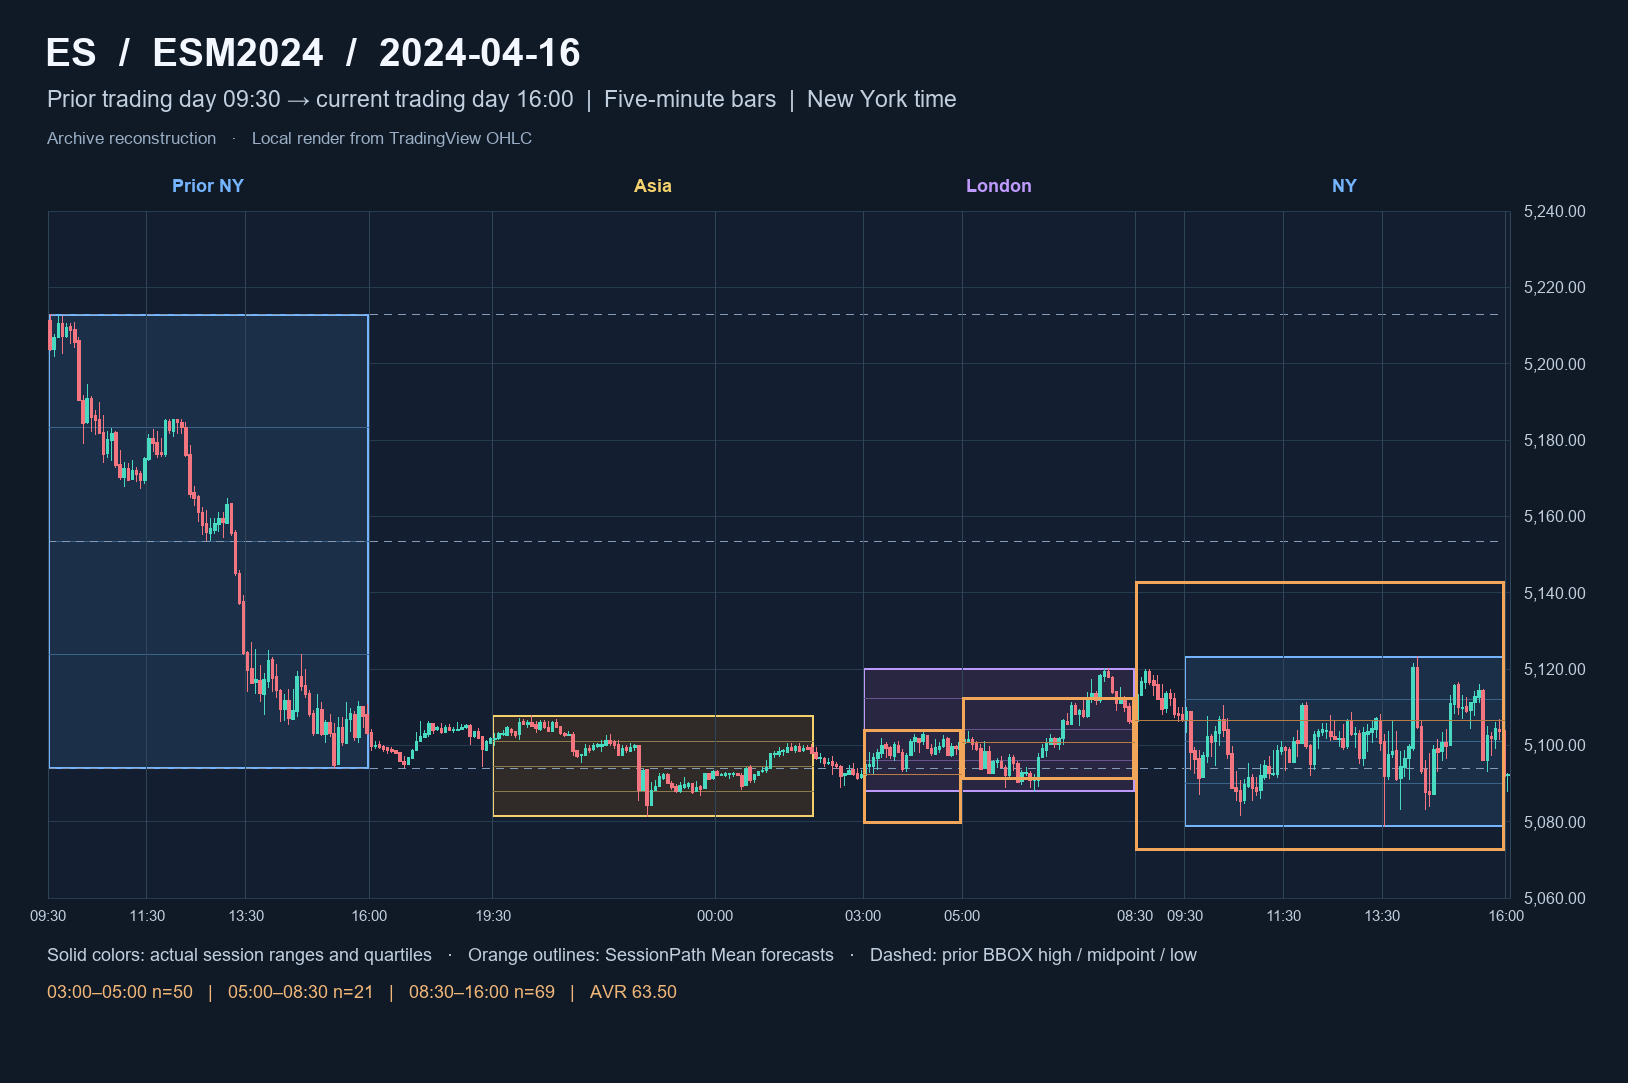 ES / ESM2024 / 2024-04-16
Prior trading day 09:30 → current trading day 16:00 | Five-minute bars | New York time
Archive reconstruction · Local render from TradingView OHLC
Prior NY Asia London NY
5,240.00
5,220.00
5,200.00
5,180.00
5,160.00
5,140.00
5,120.00
5,100.00
5,080.00
5,060.00
09:30 11:30 13:30 16:00 19:30 00:00 03:00 05:00 08:30 09:30 11:30 13:30 16:00
Solid colors: actual session ranges and quartiles · Orange outlines: SessionPath Mean forecasts · Dashed: prior BBOX high / midpoint / low
03:00–05:00 n=50 | 05:00–08:30 n=21 | 08:30–16:00 n=69 | AVR 63.50